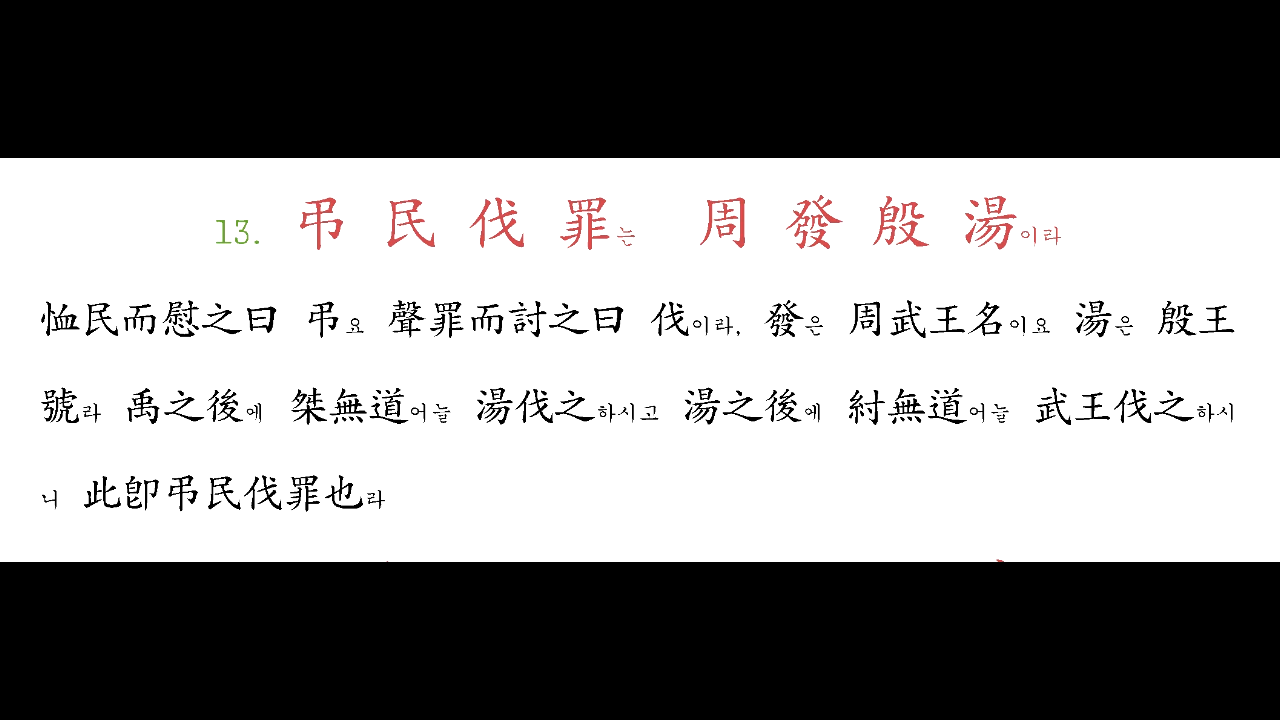 13. 弔 民 伐 罪는 周 發 殷 湯이라
恤民而慰之曰 弔요 聲罪而討之曰 伐이라, 發은 周武王名이요 湯은 殷王
號라 禹之後에 桀無道어늘 湯伐之하시고 湯之後에 紂無道어늘 武王伐之하시
니 此卽弔民伐罪也라